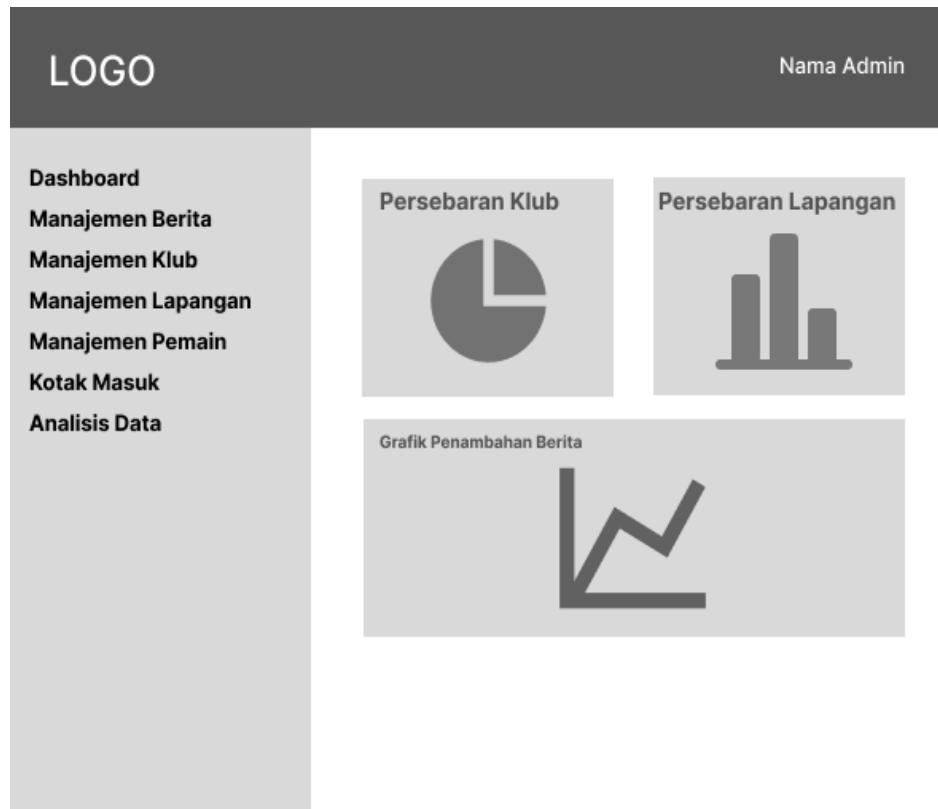 LOGO
Nama Admin
Dashboard
Manajemen Berita
Manajemen Klub
Manajemen Lapangan
Manajemen Pemain
Kotak Masuk
Analisis Data
Persebaran Klub
Persebaran Lapangan
Grafik Penambahan Berita